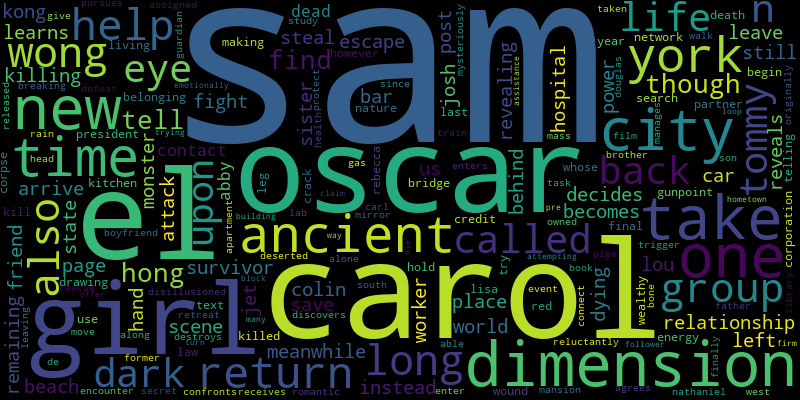 kong give pursues assigned
learns help dead study taken death
wong making steal escape post mysteriously life n
killing eye find however year network walk york leave still
living guardian sam josh douglas begin
released breaking defeat tell sister bar last revealing assistance hospital power though
new belonging fight healthprotect nature since search partner originally
rain president emotionally train mass film managed loop
trying city tommy reveals telling
time head monster contact us rebecca whose brother son
corpse kill attack upon oscar behind back car corporation
arrive kitchen abby leg gas bridge enters task gunpoint
crack carl mirror decides hometown
also state el boyfriend apartment lab claim credit becomes owned pre take
building ancient called final trigger
friend page hong deserted way lou pipe one
drawing survivor alone hold try lisa book dying group library
remaining girl offer disillusioned hand jet colin south carol place event connect wealthy bone father
leaving use text save discovers worker world red relationship
move retreat block long able reluctantly energy left firm
along scene destroys killed many finally
law turn meanwhile attempting follower
beach de former dark return instead dimension
encounter secret confrontsreceives romantic enter wound mansion agrees nathaniel west